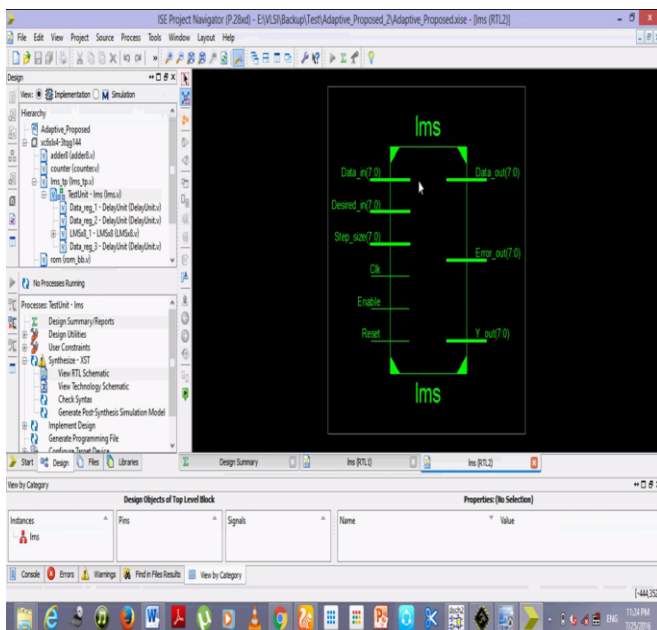 ISE Project Navigator (P.28xd) - E:\VLSI\Backup\Test\Adaptive_Proposed_2\Adaptive_Proposed.xise - [lms (RTL2)]
File Edit View Project Source Process Tools Window Layout Help
Design
View: Implementation Simulation
Hierarchy
Adaptive_Proposed
xc6slx4-3tqg144
adder8 (adder8.v)
counter (counter.v)
lms_tp (lms_tp.v)
TestUnit - lms (lms.v)
Data_reg_1 - DelayUnit (DelayUnit.v)
Data_reg_2 - DelayUnit (DelayUnit.v)
LMSx8_1 - LMSx8 (LMSx8.v)
Data_reg_3 - DelayUnit (DelayUnit.v)
rom (rom_bb.v)
No Processes Running
Processes: TestUnit - lms
Design Summary/Reports
Design Utilities
User Constraints
Synthesize - XST
View RTL Schematic
View Technology Schematic
Check Syntax
Generate Post-Synthesis Simulation Model
Implement Design
Generate Programming File
Configure Target Device
Start Design Files Libraries
lms
Data_in(7:0) Data_out(7:0)
Desired_in(7:0)
Step_size(7:0)
Error_out(7:0)
Clk
Enable
Reset Y_out(7:0)
lms
Design Summary lms (RTL1) lms (RTL2)
View by Category
Design Objects of Top Level Block Properties: (No Selection)
Instances Pins Signals Name Value
lms
Console Errors Warnings Find in Files Results View by Category
[-444,352
ENG 11:24 PM
7/25/2016